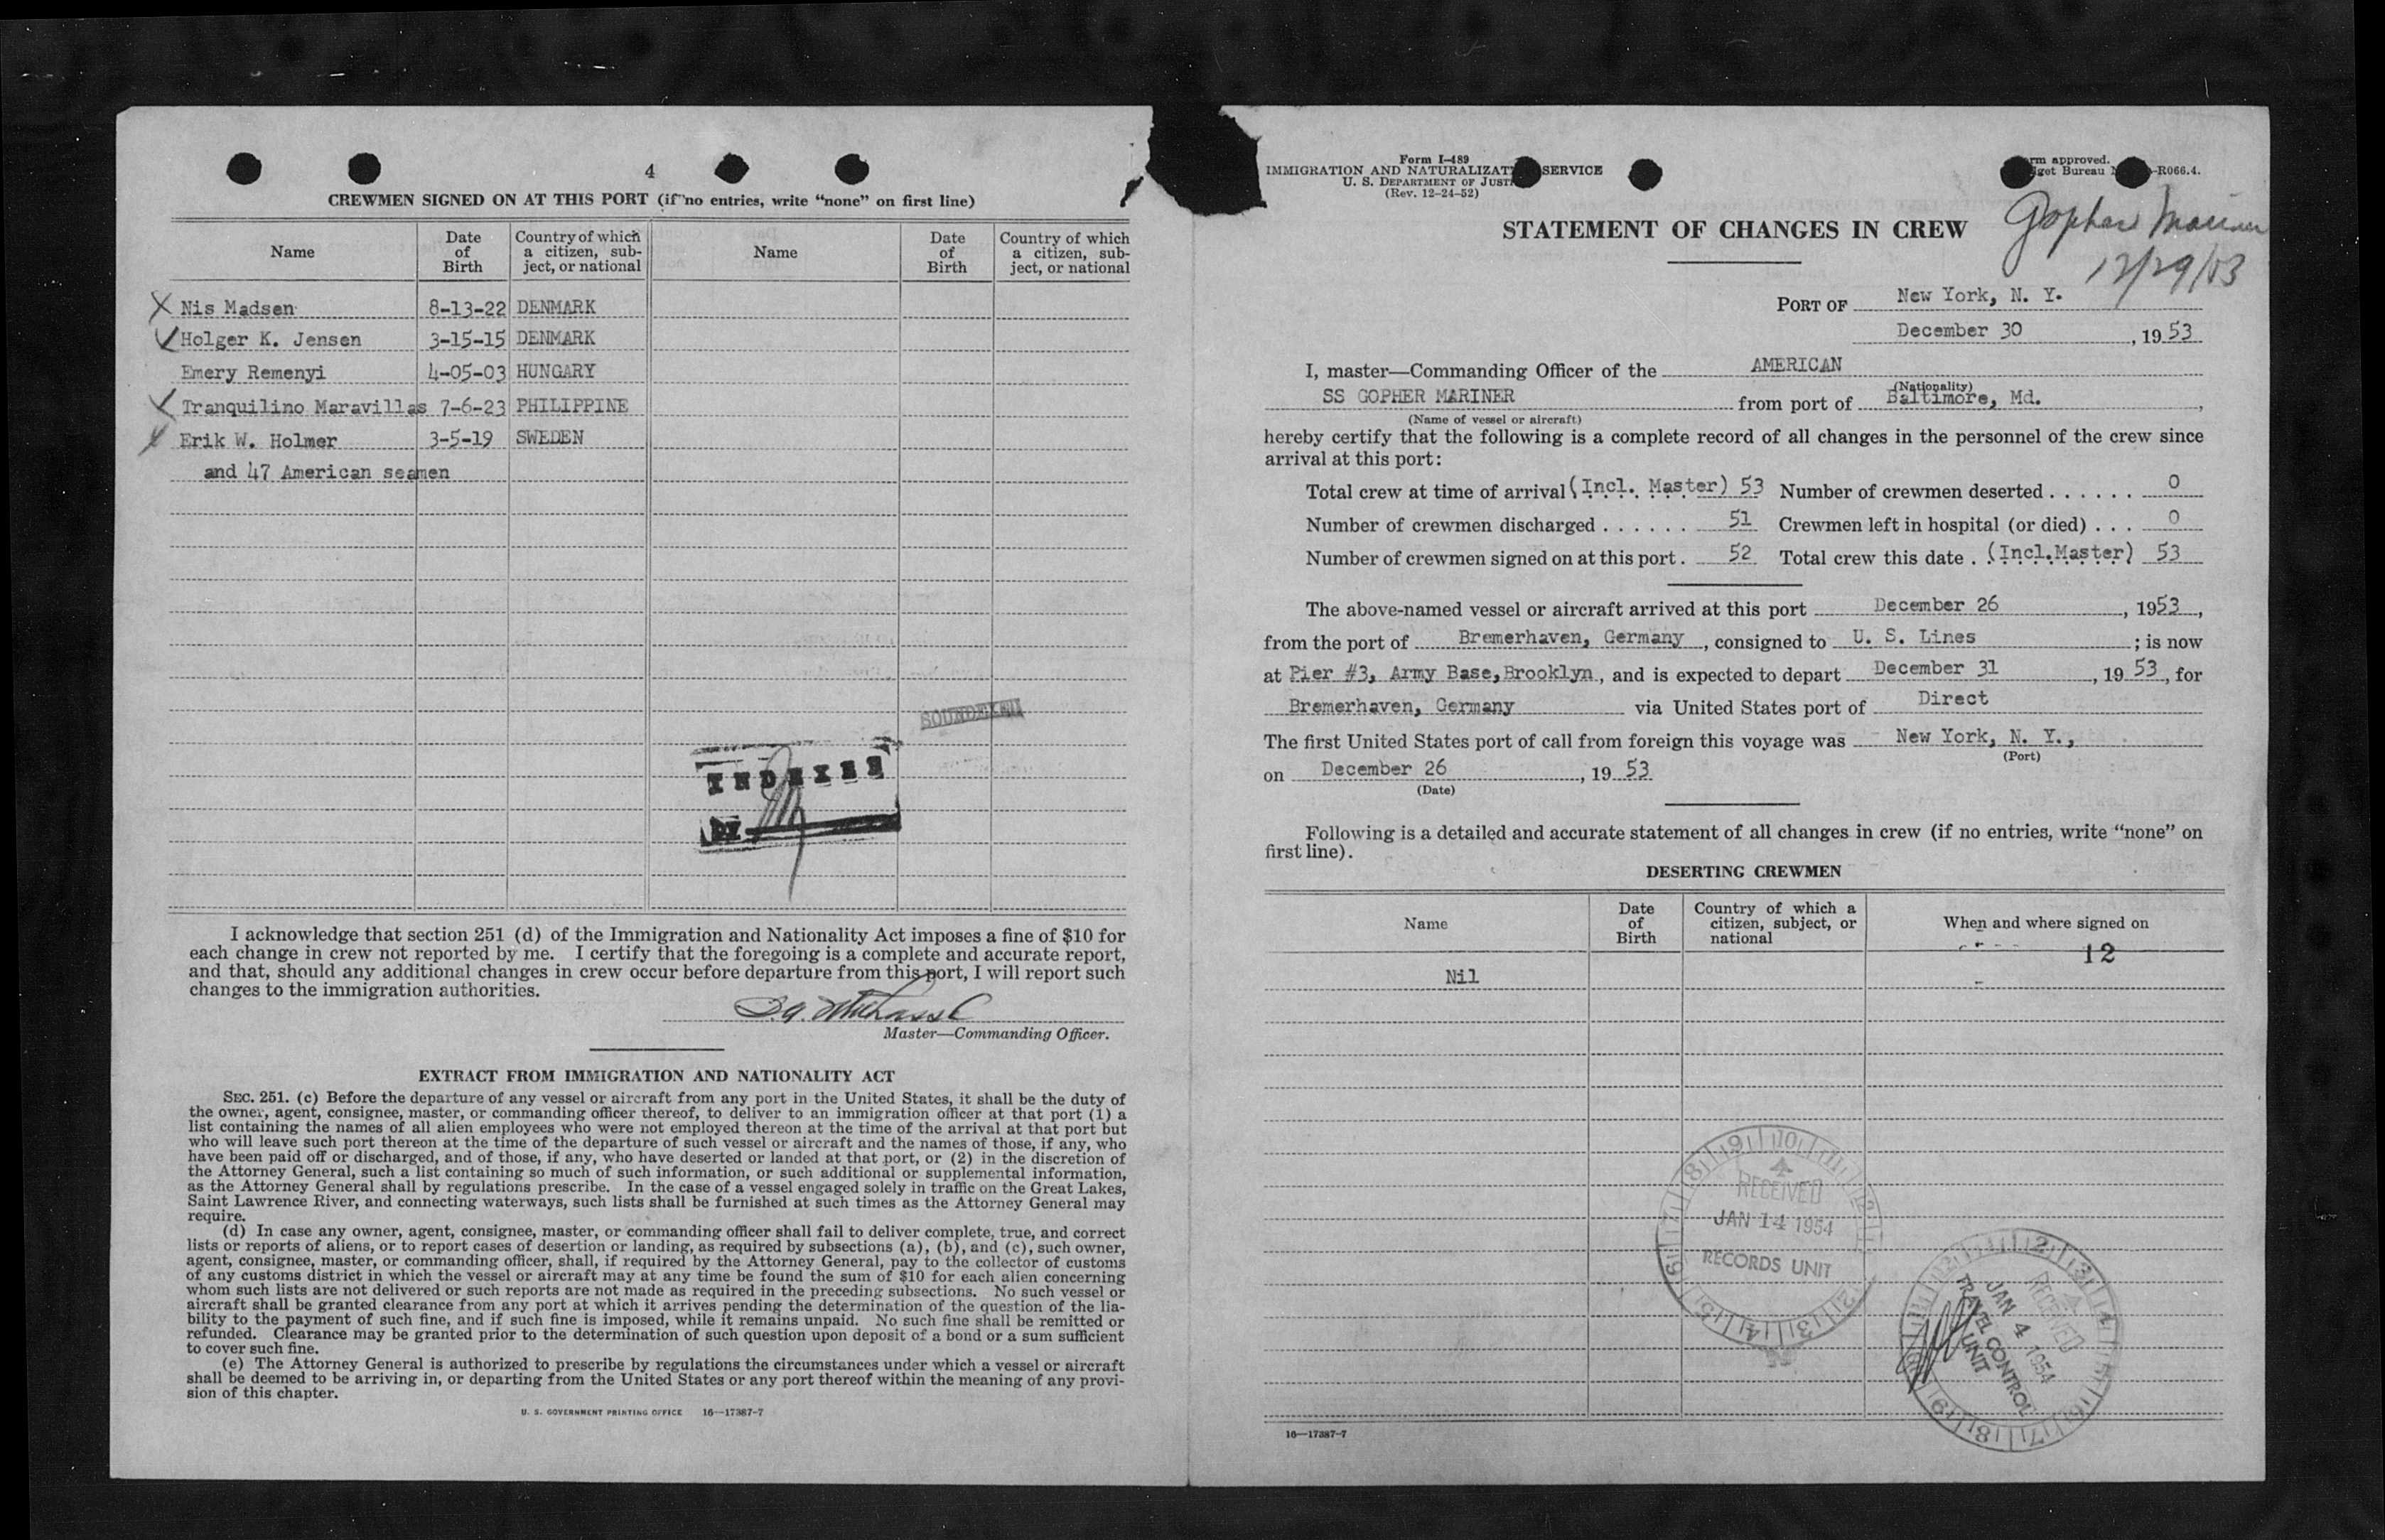 4
CREWMEN SIGNED ON AT THIS PORT (if no entries, write “none” on first line)
Name | Date of Birth | Country of which a citizen, subject, or national | Name | Date of Birth | Country of which a citizen, subject, or national
X Nis Madsen 8-13-22 DENMARK
✓ Holger K. Jensen 3-15-15 DENMARK
Emery Remenyi 4-05-03 HUNGARY
✓ Tranquilino Maravillas 7-6-23 PHILIPPINE
Erik W. Holmer 3-5-19 SWEDEN
and 47 American seamen
SOUNDEXED
INDEXED
BY
I acknowledge that section 251 (d) of the Immigration and Nationality Act imposes a fine of $10 for
each change in crew not reported by me. I certify that the foregoing is a complete and accurate report,
and that, should any additional changes in crew occur before departure from this port, I will report such
changes to the immigration authorities.
Master—Commanding Officer.
EXTRACT FROM IMMIGRATION AND NATIONALITY ACT
SEC. 251. (c) Before the departure of any vessel or aircraft from any port in the United States, it shall be the duty of
the owner, agent, consignee, master, or commanding officer thereof, to deliver to an immigration officer at that port (1) a
list containing the names of all alien employees who were not employed thereon at the time of the arrival at that port but
who will leave such port thereon at the time of the departure of such vessel or aircraft and the names of those, if any, who
have been paid off or discharged, and of those, if any, who have deserted or landed at that port, or (2) in the discretion of
the Attorney General, such a list containing so much of such information, or such additional or supplemental information,
as the Attorney General shall by regulations prescribe. In the case of a vessel engaged solely in traffic on the Great Lakes,
Saint Lawrence River, and connecting waterways, such lists shall be furnished at such times as the Attorney General may
require.
(d) In case any owner, agent, consignee, master, or commanding officer shall fail to deliver complete, true, and correct
lists or reports of aliens, or to report cases of desertion or landing, as required by subsections (a), (b), and (c), such owner,
agent, consignee, master, or commanding officer, shall, if required by the Attorney General, pay to the collector of customs
of any customs district in which the vessel or aircraft may at any time be found the sum of $10 for each alien concerning
whom such lists are not delivered or such reports are not made as required in the preceding subsections. No such vessel or
aircraft shall be granted clearance from any port at which it arrives pending the determination of the question of the lia-
bility to the payment of such fine, and if such fine is imposed, while it remains unpaid. No such fine shall be remitted or
refunded. Clearance may be granted prior to the determination of such question upon deposit of a bond or a sum sufficient
to cover such fine.
(e) The Attorney General is authorized to prescribe by regulations the circumstances under which a vessel or aircraft
shall be deemed to be arriving in, or departing from the United States or any port thereof within the meaning of any provi-
sion of this chapter.
U. S. GOVERNMENT PRINTING OFFICE 16—17387-7
Form I-489
IMMIGRATION AND NATURALIZAT SERVICE
U. S. DEPARTMENT OF JUST
(Rev. 12-24-52)
rm approved.
get Bureau -R066.4.
STATEMENT OF CHANGES IN CREW
Gopher Mariner
12/29/53
PORT OF New York, N. Y.
December 30, 1953
I, master—Commanding Officer of the AMERICAN
(Nationality)
SS GOPHER MARINER from port of Baltimore, Md.,
(Name of vessel or aircraft)
hereby certify that the following is a complete record of all changes in the personnel of the crew since
arrival at this port:
Total crew at time of arrival (Incl. Master) 53 Number of crewmen deserted . . . . . . 0
Number of crewmen discharged . . . . . . 51 Crewmen left in hospital (or died) . . . 0
Number of crewmen signed on at this port . 52 Total crew this date . (Incl.Master) 53
The above-named vessel or aircraft arrived at this port December 26, 1953,
from the port of Bremerhaven, Germany, consigned to U. S. Lines; is now
at Pier #3, Army Base,Brooklyn, and is expected to depart December 31, 1953, for
Bremerhaven, Germany via United States port of Direct
The first United States port of call from foreign this voyage was New York, N. Y.,
(Port)
on December 26, 1953
(Date)
Following is a detailed and accurate statement of all changes in crew (if no entries, write “none” on
first line).
DESERTING CREWMEN
Name | Date of Birth | Country of which a citizen, subject, or national | When and where signed on
12
Nil
RECEIVED
JAN 14 1954
RECORDS UNIT
RECEIVED
JAN 4 1954
TRAVEL CONTROL
UNIT
16—17387-7